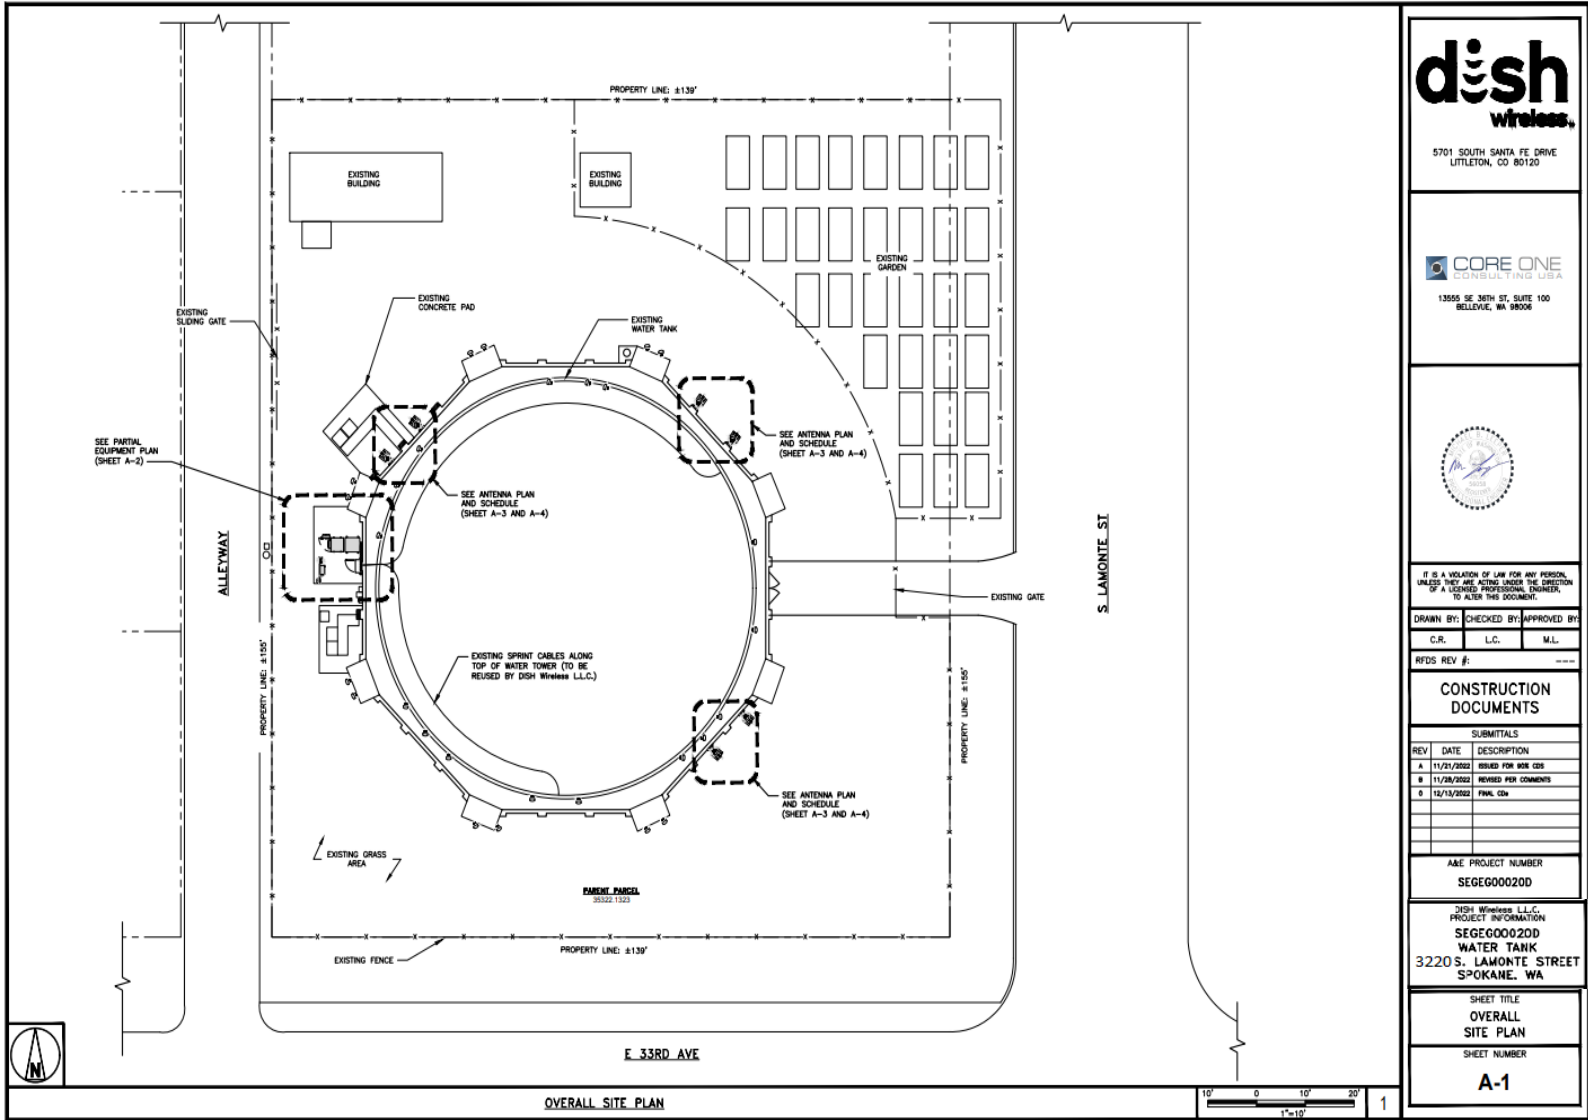 PROPERTY LINE: ±139'
EXISTING
BUILDING
EXISTING
BUILDING
EXISTING
GARDEN
EXISTING
CONCRETE PAD
EXISTING
SLIDING GATE
EXISTING
WATER TANK
SEE PARTIAL
EQUIPMENT PLAN
(SHEET A-2)
SEE ANTENNA PLAN
AND SCHEDULE
(SHEET A-3 AND A-4)
SEE ANTENNA PLAN
AND SCHEDULE
(SHEET A-3 AND A-4)
ALLEYWAY
S LAMONTE ST
EXISTING GATE
EXISTING SPRINT CABLES ALONG
TOP OF WATER TOWER (TO BE
REUSED BY DISH Wireless L.L.C.)
PROPERTY LINE: ±155'
PROPERTY LINE: ±155'
SEE ANTENNA PLAN
AND SCHEDULE
(SHEET A-3 AND A-4)
EXISTING GRASS
AREA
PARENT PARCEL
35322.1323
PROPERTY LINE: ±139'
EXISTING FENCE
E 33RD AVE
N
OVERALL SITE PLAN
10' 0 10' 20'
1"=10'
1
dish
wireless.
5701 SOUTH SANTA FE DRIVE
LITTLETON, CO 80120
CORE ONE
CONSULTING USA
13555 SE 36TH ST, SUITE 100
BELLEVUE, WA 98006
IT IS A VIOLATION OF LAW FOR ANY PERSON,
UNLESS THEY ARE ACTING UNDER THE DIRECTION
OF A LICENSED PROFESSIONAL ENGINEER,
TO ALTER THIS DOCUMENT.
DRAWN BY: CHECKED BY: APPROVED BY:
C.R. L.C. M.L.
RFDS REV #: ---
CONSTRUCTION
DOCUMENTS
SUBMITTALS
REV DATE DESCRIPTION
A 11/21/2022 ISSUED FOR 90% CDS
B 11/28/2022 REVISED PER COMMENTS
0 12/13/2022 FINAL CDs
A&E PROJECT NUMBER
SEGEG00020D
DISH Wireless L.L.C.
PROJECT INFORMATION
SEGEG00020D
WATER TANK
3220 S. LAMONTE STREET
SPOKANE, WA
SHEET TITLE
OVERALL
SITE PLAN
SHEET NUMBER
A-1